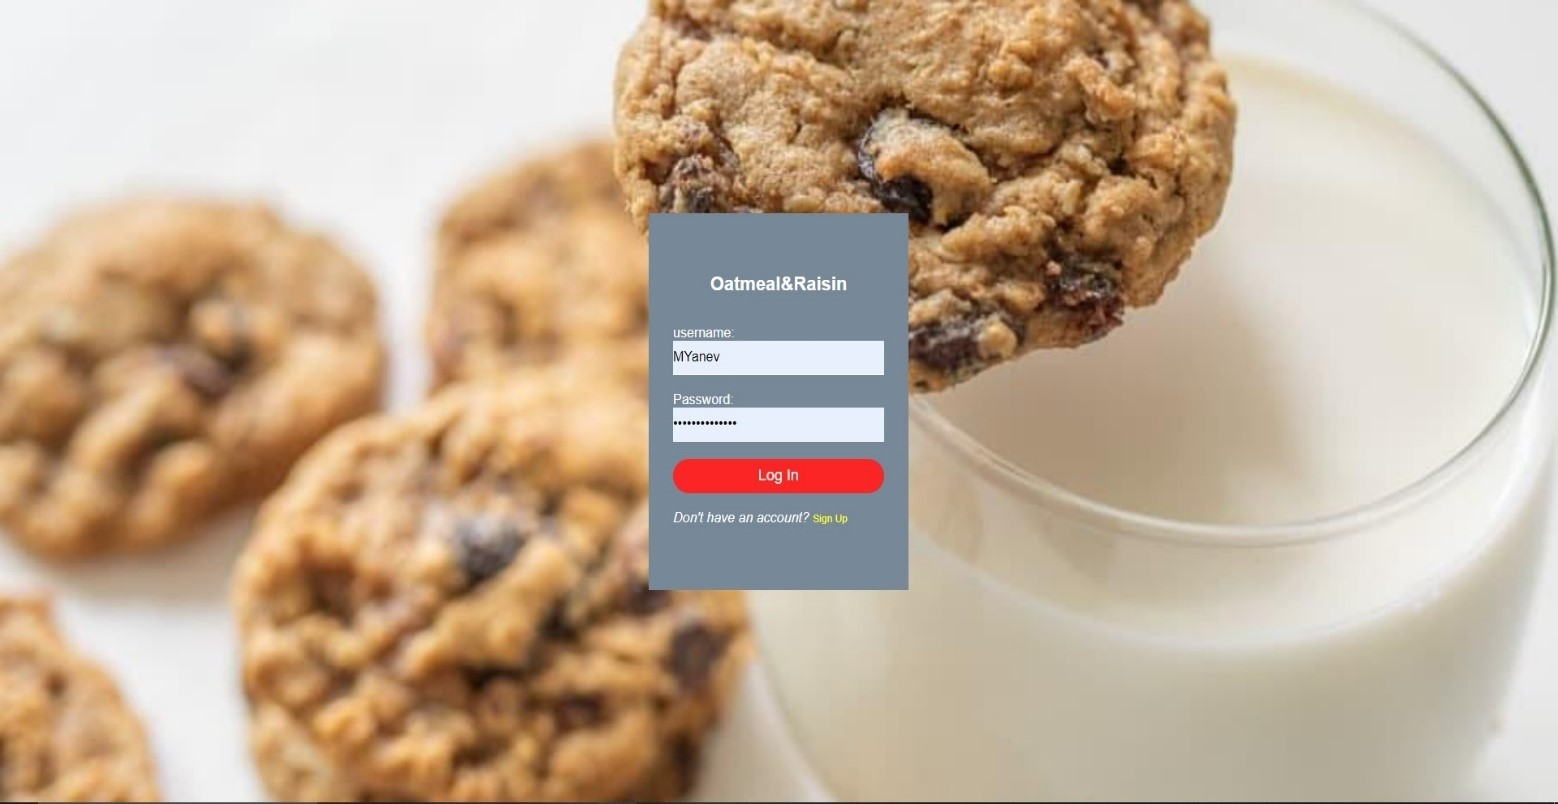 Oatmeal&Raisin
username:
MYanev
Password:
••••••••••••••
Log In
Don't have an account? Sign Up